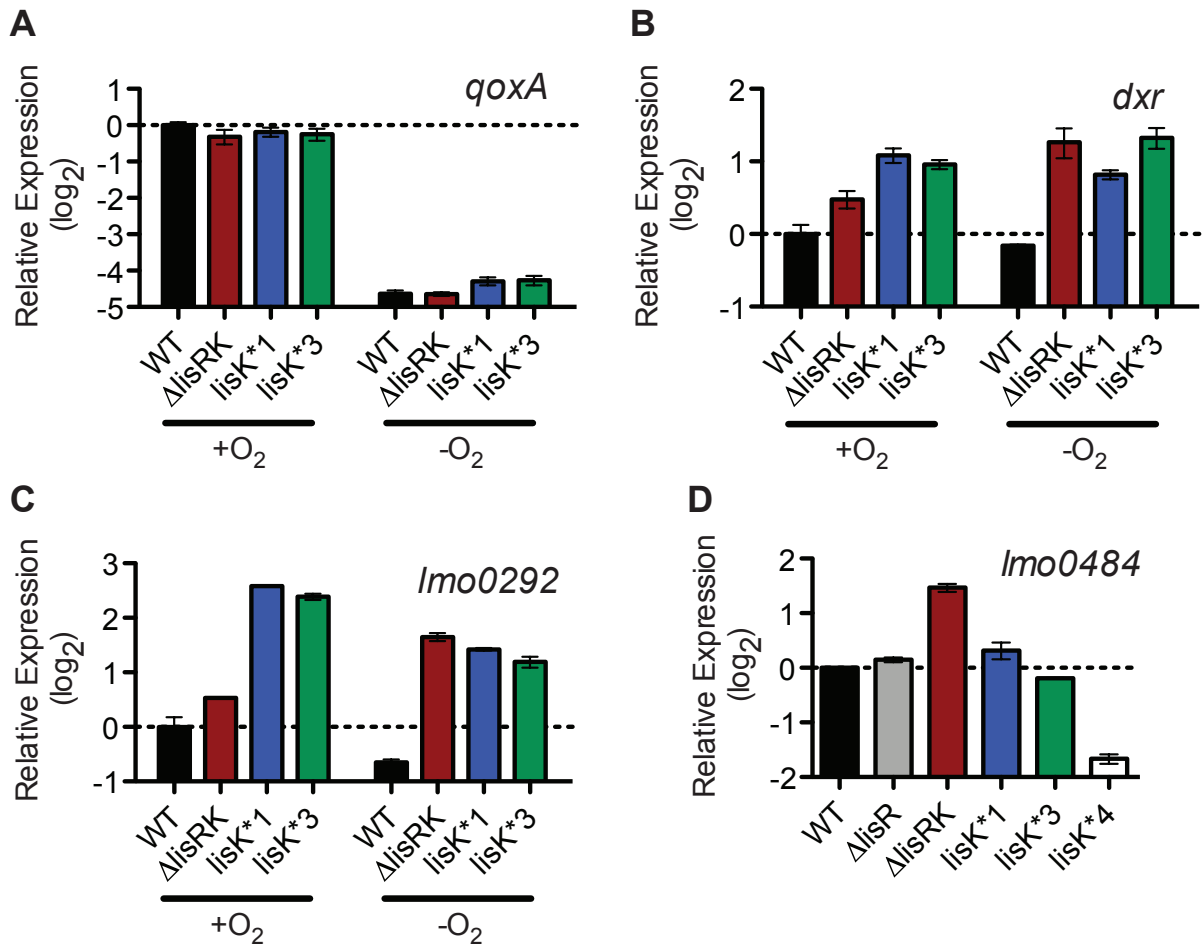 A
Relative Expression
(log2)
qoxA
1
0
-1
-2
-3
-4
-5
WT
ΔlisRK
lisK*1
lisK*3
WT
ΔlisRK
lisK*1
lisK*3
+O2
-O2
B
Relative Expression
(log2)
dxr
2
1
0
-1
WT
ΔlisRK
lisK*1
lisK*3
WT
ΔlisRK
lisK*1
lisK*3
+O2
-O2
C
Relative Expression
(log2)
lmo0292
3
2
1
0
-1
WT
ΔlisRK
lisK*1
lisK*3
WT
ΔlisRK
lisK*1
lisK*3
+O2
-O2
D
Relative Expression
(log2)
lmo0484
2
1
0
-1
-2
WT
ΔlisR
ΔlisRK
lisK*1
lisK*3
lisK*4